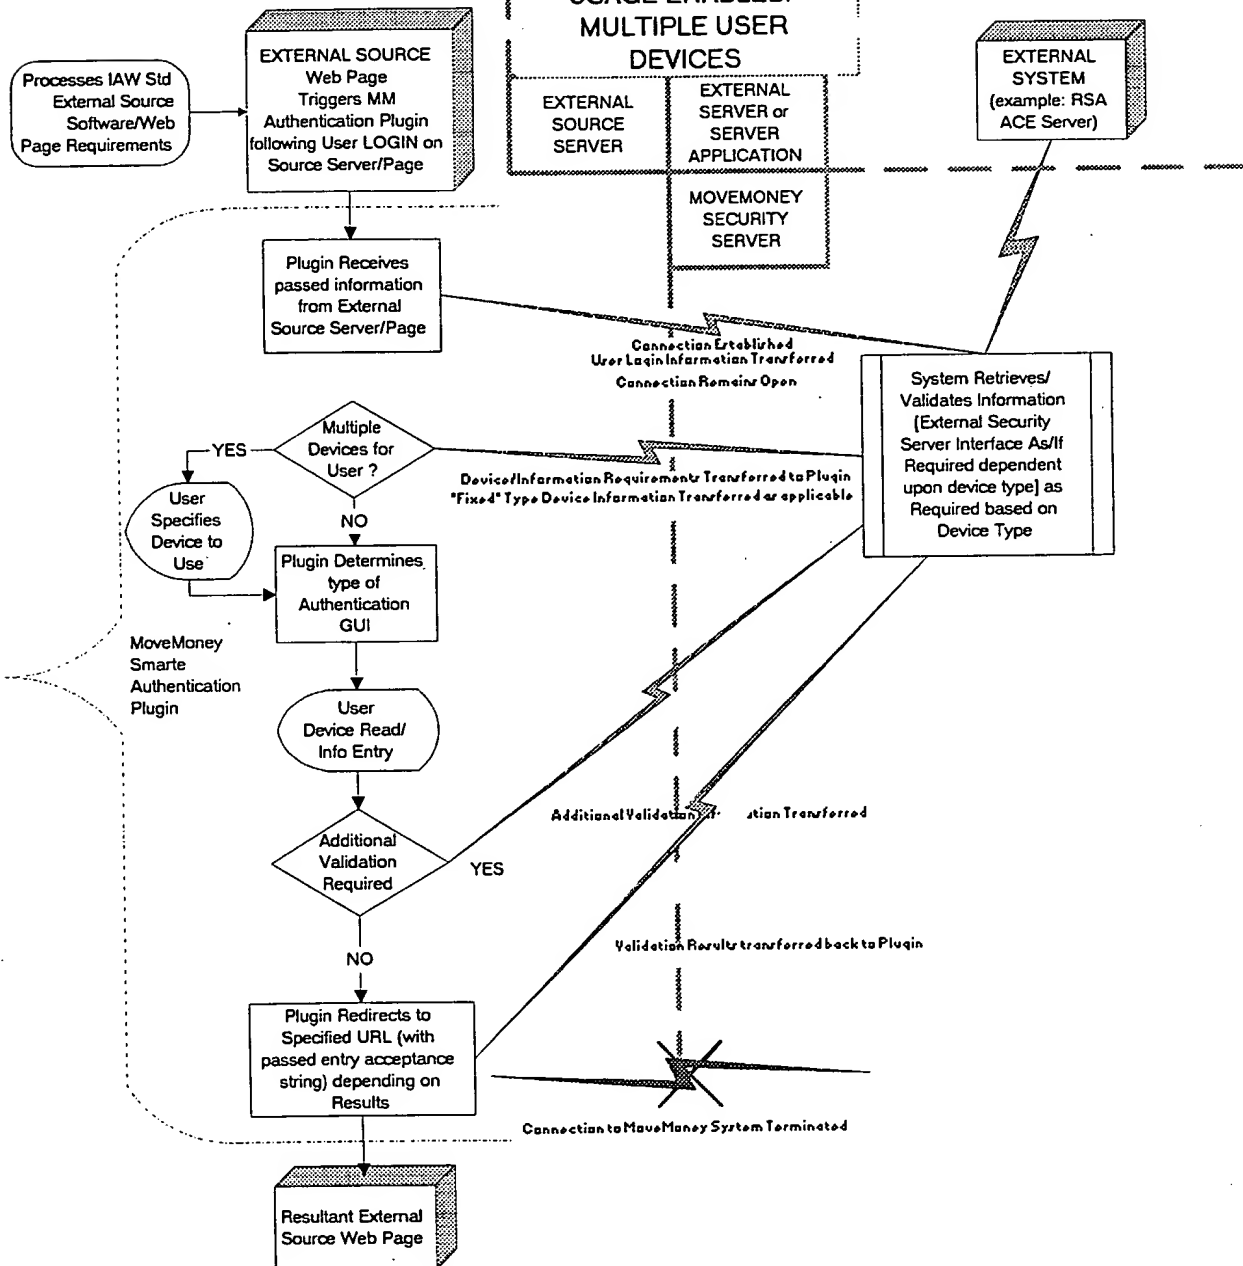 MULTIPLE USER
DEVICES
EXTERNAL SOURCE
Web Page
Triggers MM
Authentication Plugin
following User LOGIN on
Source Server/Page
Processes IAW Std
External Source
Software/Web
Page Requirements
EXTERNAL
SOURCE
SERVER
EXTERNAL
SERVER or
SERVER
APPLICATION
MOVEMONEY
SECURITY
SERVER
EXTERNAL
SYSTEM
(example: RSA
ACE Server)
Plugin Receives
passed information
from External
Source Server/Page
Connection Established
User Login Information Transferred
Connection Remains Open
System Retrieves/
Validates Information
[External Security
Server Interface As/If
Required dependent
upon device type] as
Required based on
Device Type
Multiple
Devices for
User ?
YES
NO
Device/Information Requirements Transferred to Plugin
"Fixed" Type Device Information Transferred as applicable
User
Specifies
Device to
Use
Plugin Determines
type of
Authentication
GUI
MoveMoney
Smarte
Authentication
Plugin
User
Device Read/
Info Entry
Additional
Validation
Required
YES
NO
Additional Validation Transferred
Validation Results transferred back to Plugin
Plugin Redirects to
Specified URL (with
passed entry acceptance
string) depending on
Results
Connection to MoveMoney System Terminated
Resultant External
Source Web Page